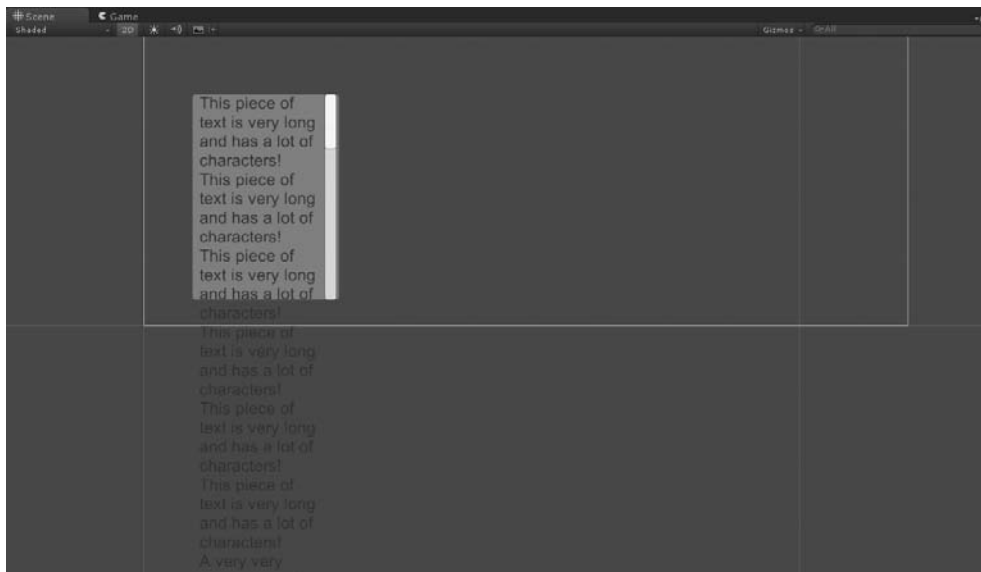 Scene Game
Shaded 2D Gizmos
This piece of
text is very long
and has a lot of
characters!
This piece of
text is very long
and has a lot of
characters!
This piece of
text is very long
and has a lot of
characters!
This piece of
text is very long
and has a lot of
characters!
This piece of
text is very long
and has a lot of
characters!
This piece of
text is very long
and has a lot of
characters!
A very very